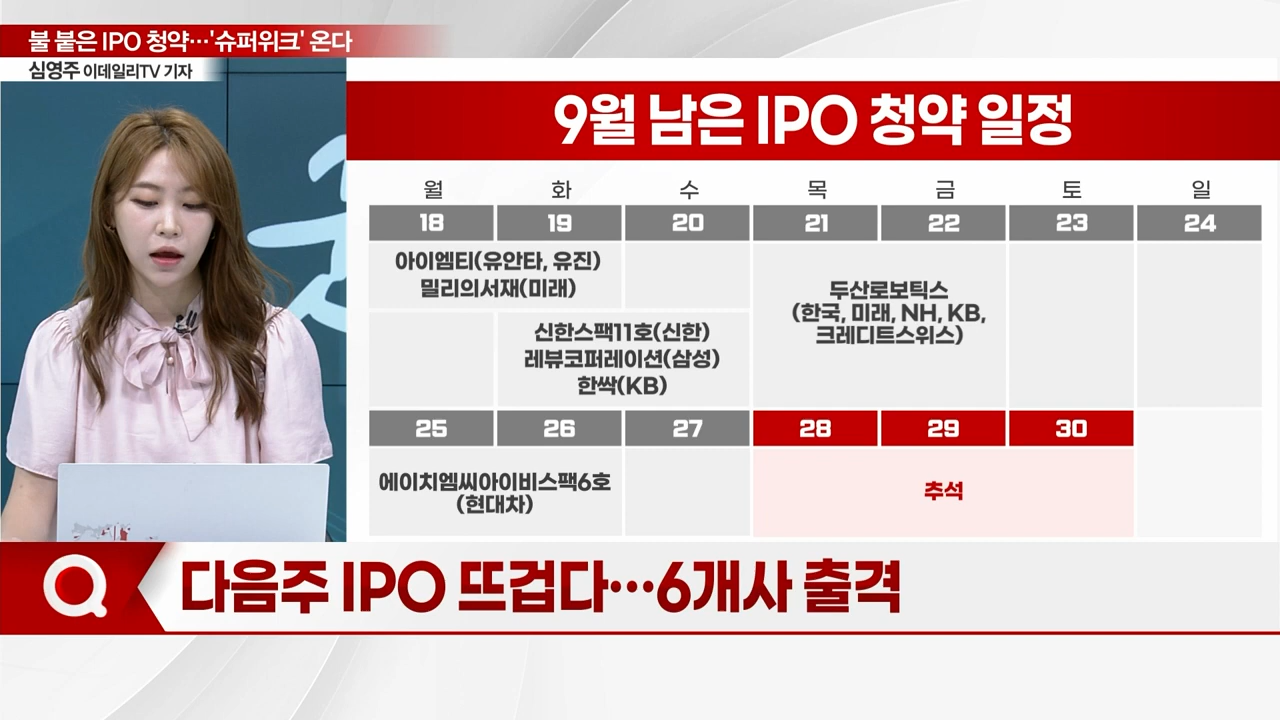 불 붙은 IPO 청약…'슈퍼위크' 온다
심영주 이데일리TV 기자
9월 남은 IPO 청약 일정
월 화 수 목 금 토 일
18 19 20 21 22 23 24
아이엠티(유안타, 유진)
밀리의서재(미래)
신한스팩11호(신한)
레뷰코퍼레이션(삼성)
한싹(KB)
두산로보틱스
(한국, 미래, NH, KB,
크레디트스위스)
25 26 27 28 29 30
에이치엠씨아이비스팩6호
(현대차)
추석
다음주 IPO 뜨겁다…6개사 출격